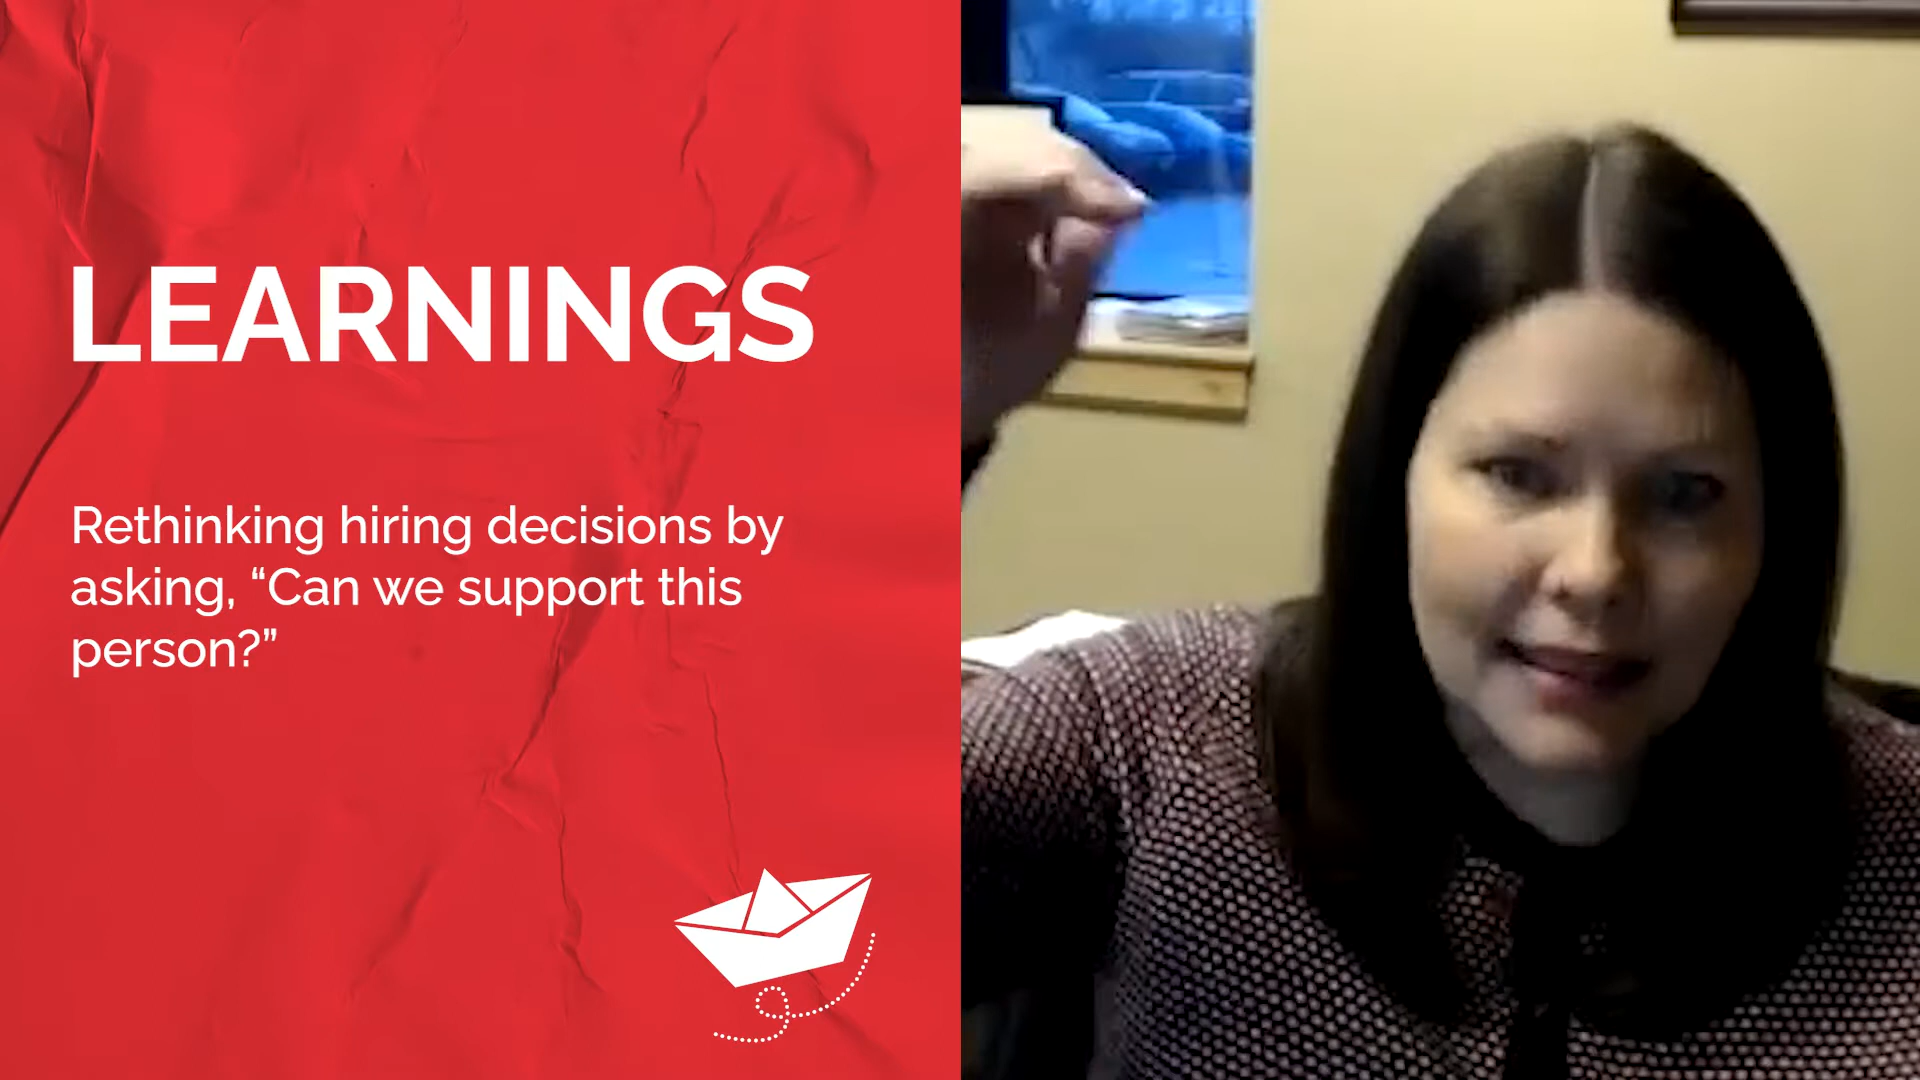 LEARNINGS
Rethinking hiring decisions by
asking, “Can we support this
person?”